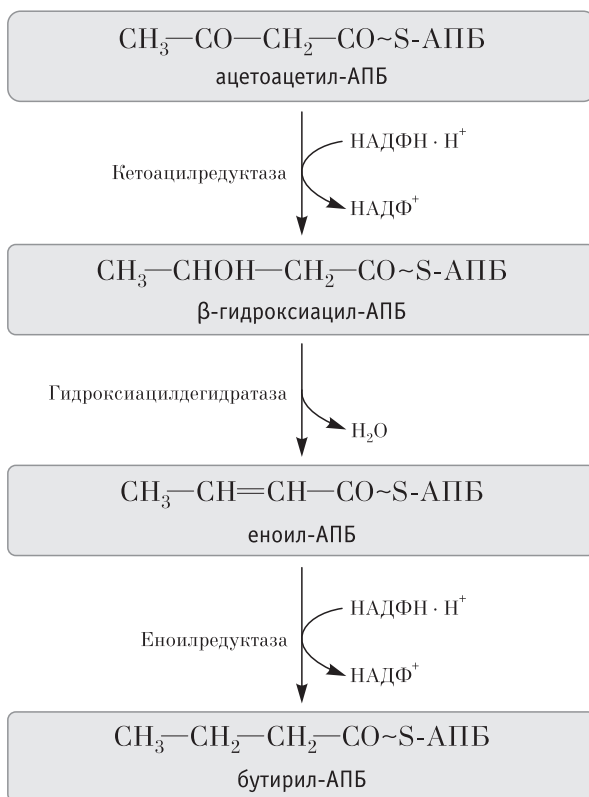 CH₃—CO—CH₂—CO~S-АПБ
ацетоацетил-АПБ
НАДФН · H⁺
Кетоацилредуктаза
НАДФ⁺
CH₃—CHOH—CH₂—CO~S-АПБ
β-гидроксиацил-АПБ
Гидроксиацилдегидратаза
H₂O
CH₃—CH=CH—CO~S-АПБ
еноил-АПБ
НАДФН · H⁺
Еноилредуктаза
НАДФ⁺
CH₃—CH₂—CH₂—CO~S-АПБ
бутирил-АПБ